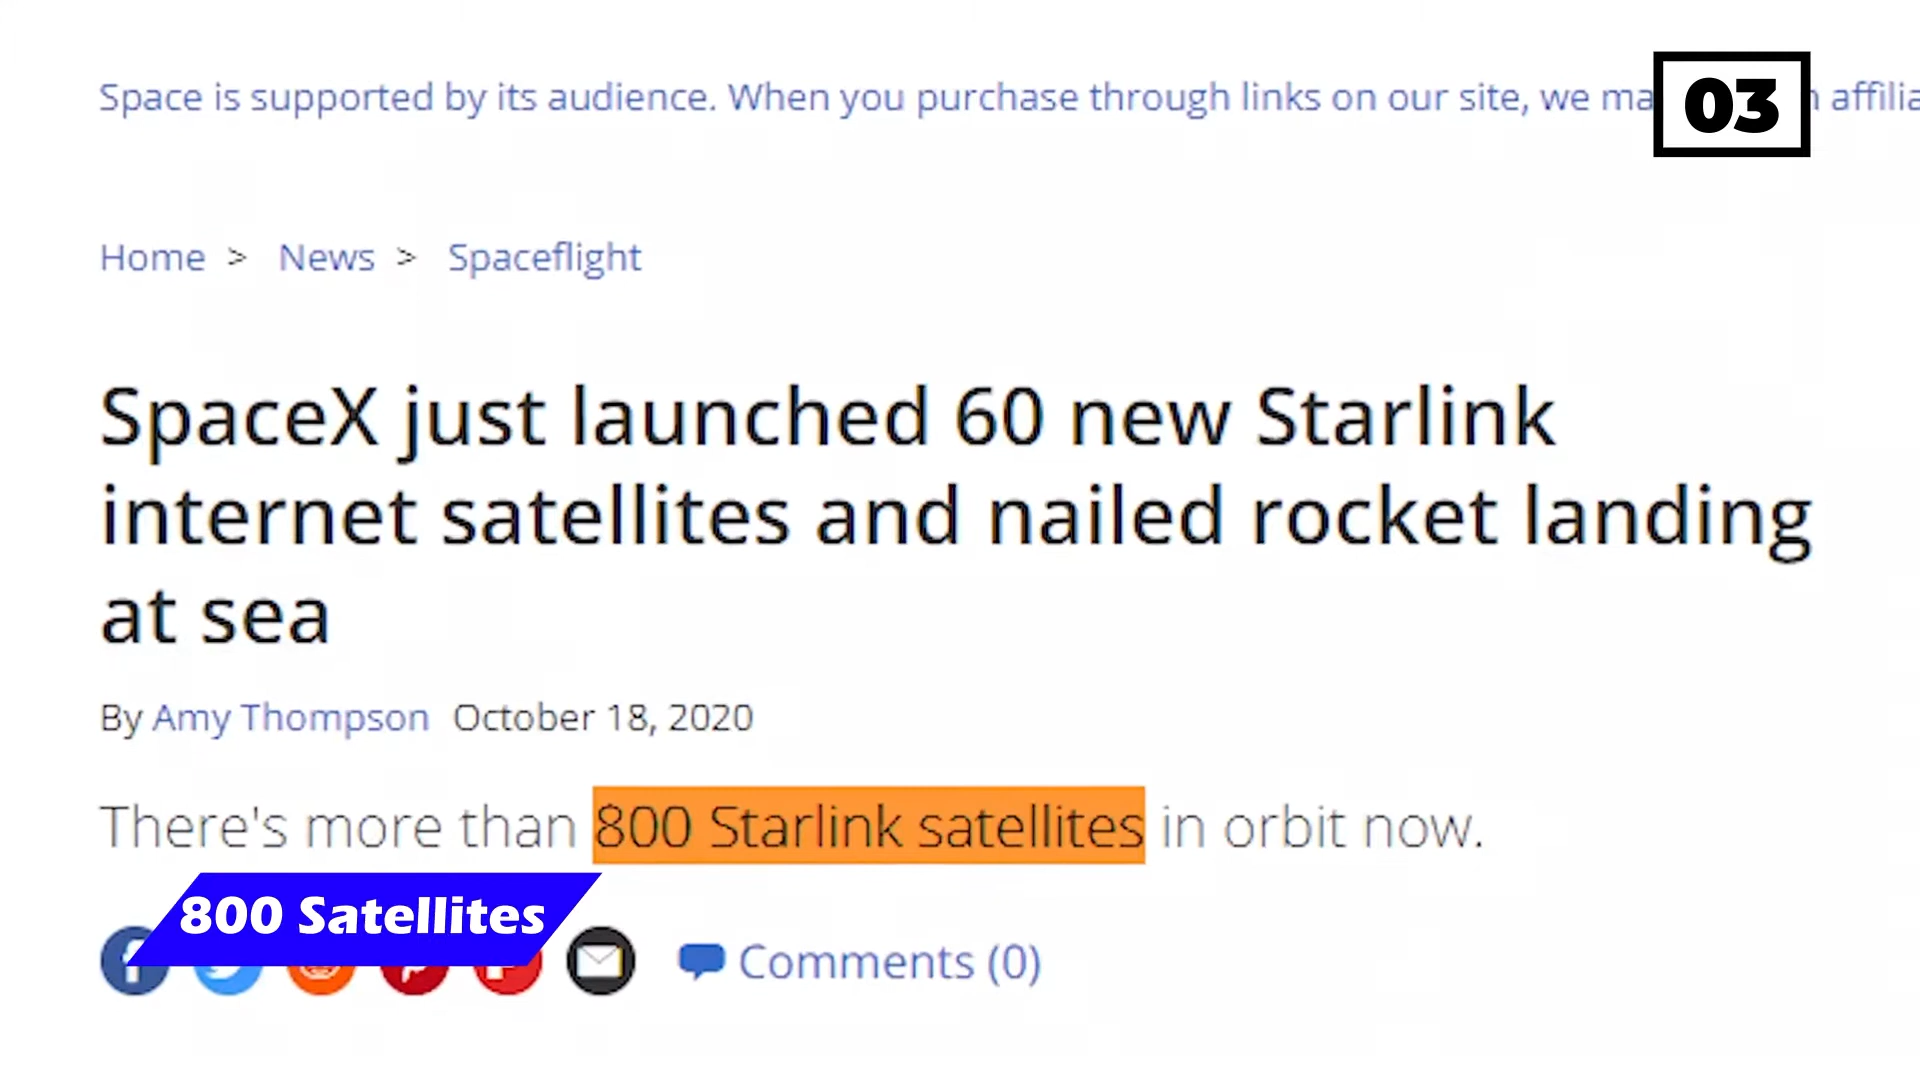 Space is supported by its audience. When you purchase through links on our site, we
03
Home > News > Spaceflight
SpaceX just launched 60 new Starlink
internet satellites and nailed rocket landing
at sea
By Amy Thompson October 18, 2020
There's more than 800 Starlink satellites in orbit now.
800 Satellites
Comments (0)